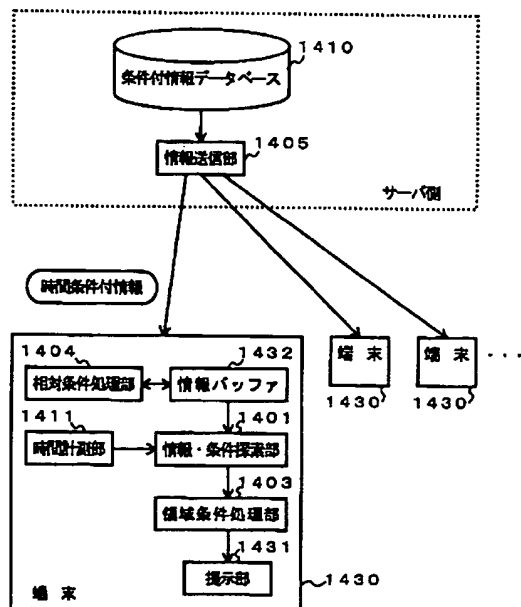 1410
条件付情報データベース
1405
情報送信部
サーバ側
時間条件付情報
1404
1432
相対条件処理部
情報バッファ
1411
1401
時間計測部
情報・条件探索部
1403
領域条件処理部
1431
提示部
端末
1430
端末
1430
端末
1430
・・・